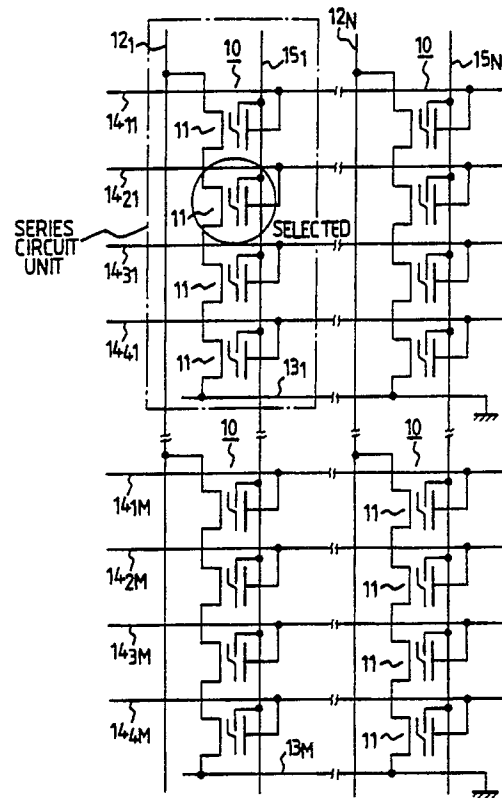 12₁ 10 15₁ 12N 10 15N
14₁₁ 11
14₂₁ 11 SELECTED
SERIES
CIRCUIT
UNIT
14₃₁ 11
14₄₁ 11 13₁
10 10
14₁M 11
14₂M 11
14₃M 11
14₄M 11
13M